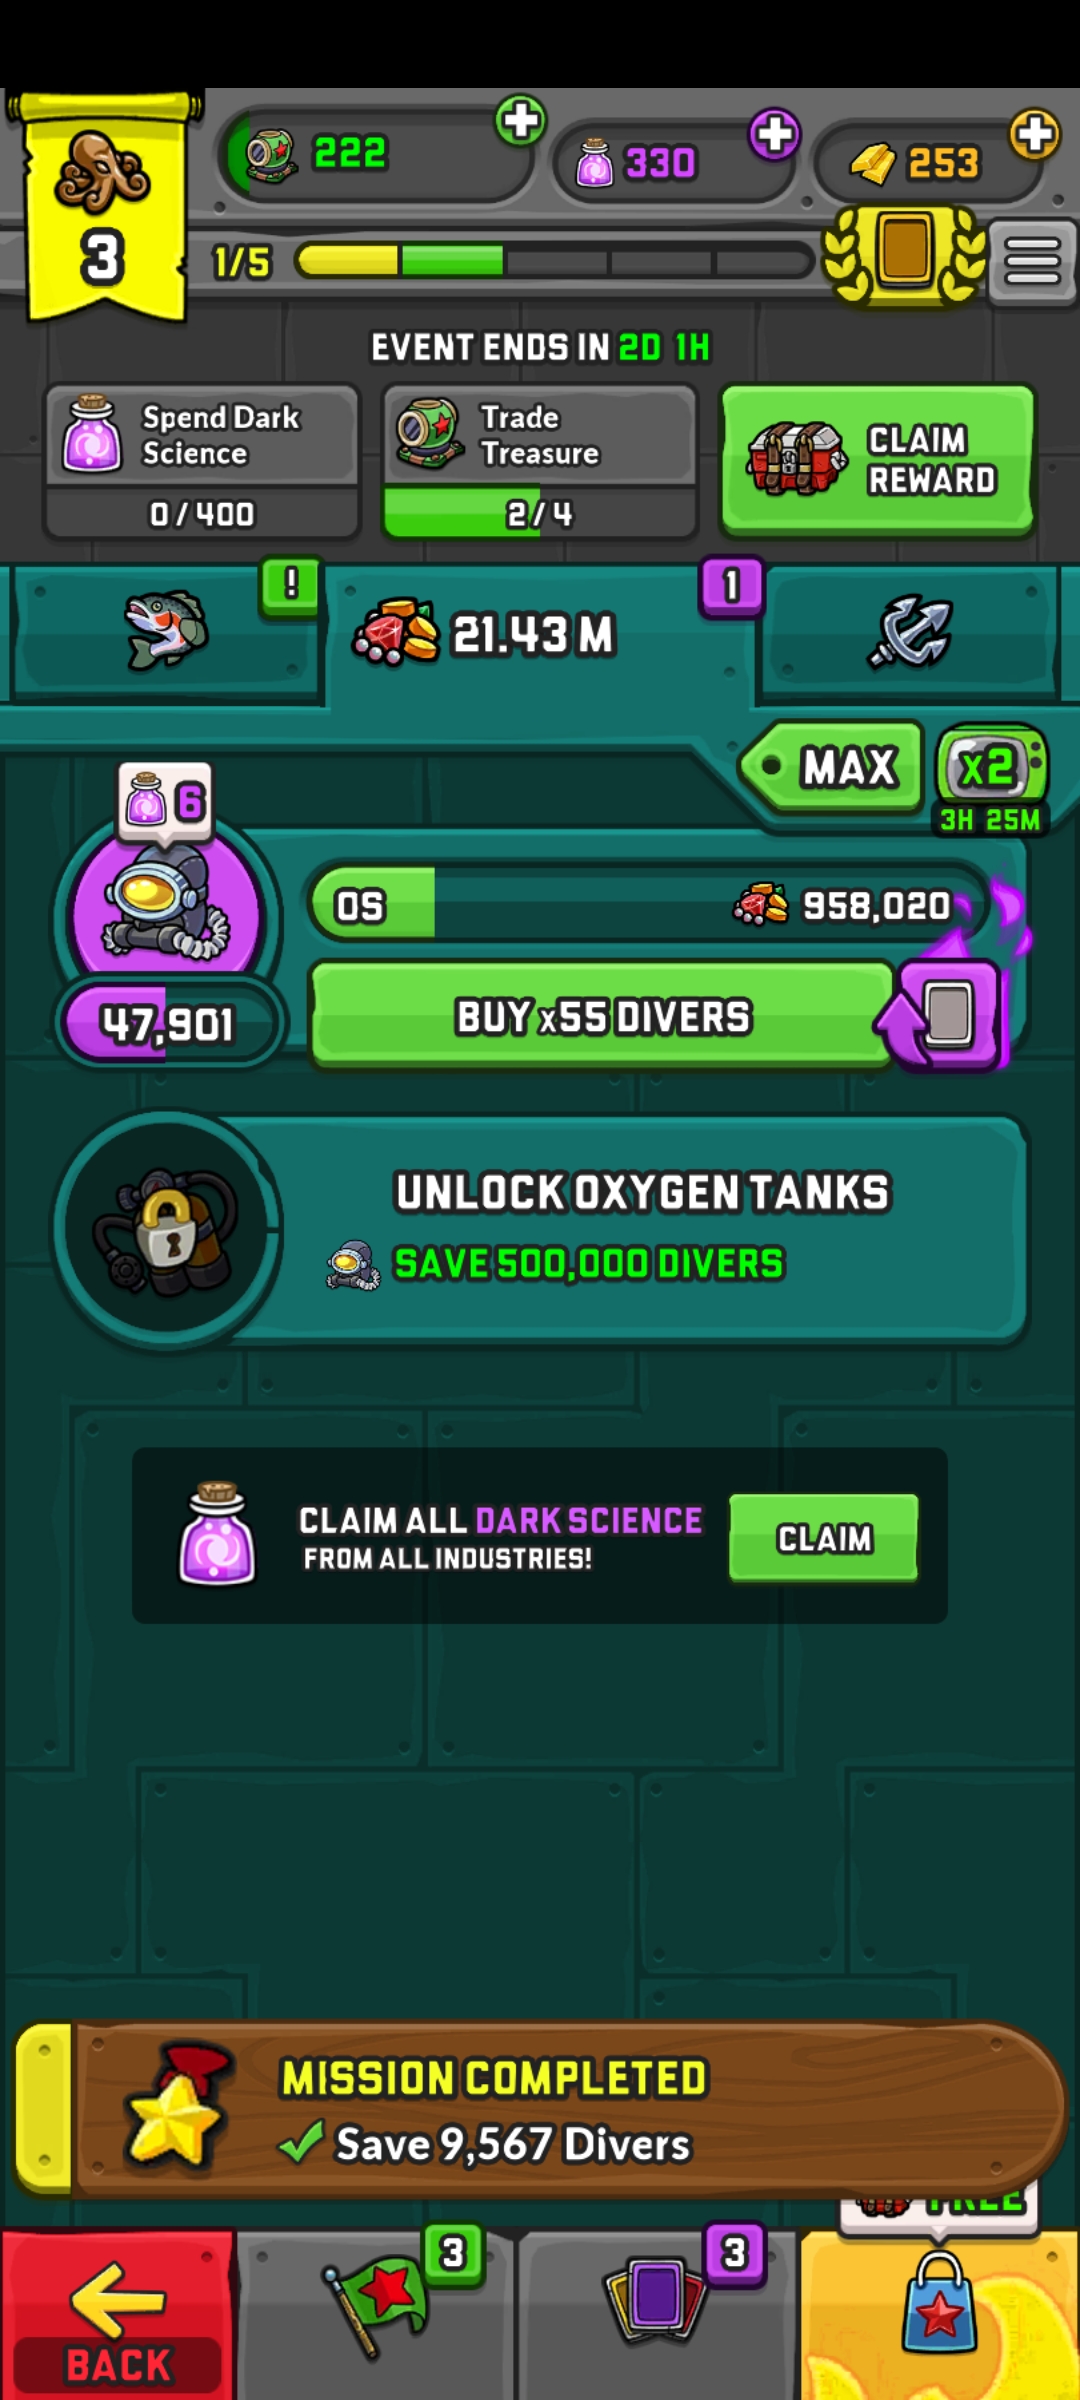 3
222
330
253
1/5
EVENT ENDS IN 2D 1H
Spend Dark
Science
0 / 400
Trade
Treasure
2 / 4
CLAIM
REWARD
!
21.43 M
1
MAX
x2
3H 25M
6
0S
958,020
47,901
BUY x55 DIVERS
UNLOCK OXYGEN TANKS
SAVE 500,000 DIVERS
CLAIM ALL DARK SCIENCE
FROM ALL INDUSTRIES!
CLAIM
MISSION COMPLETED
Save 9,567 Divers
FREE
3
3
BACK